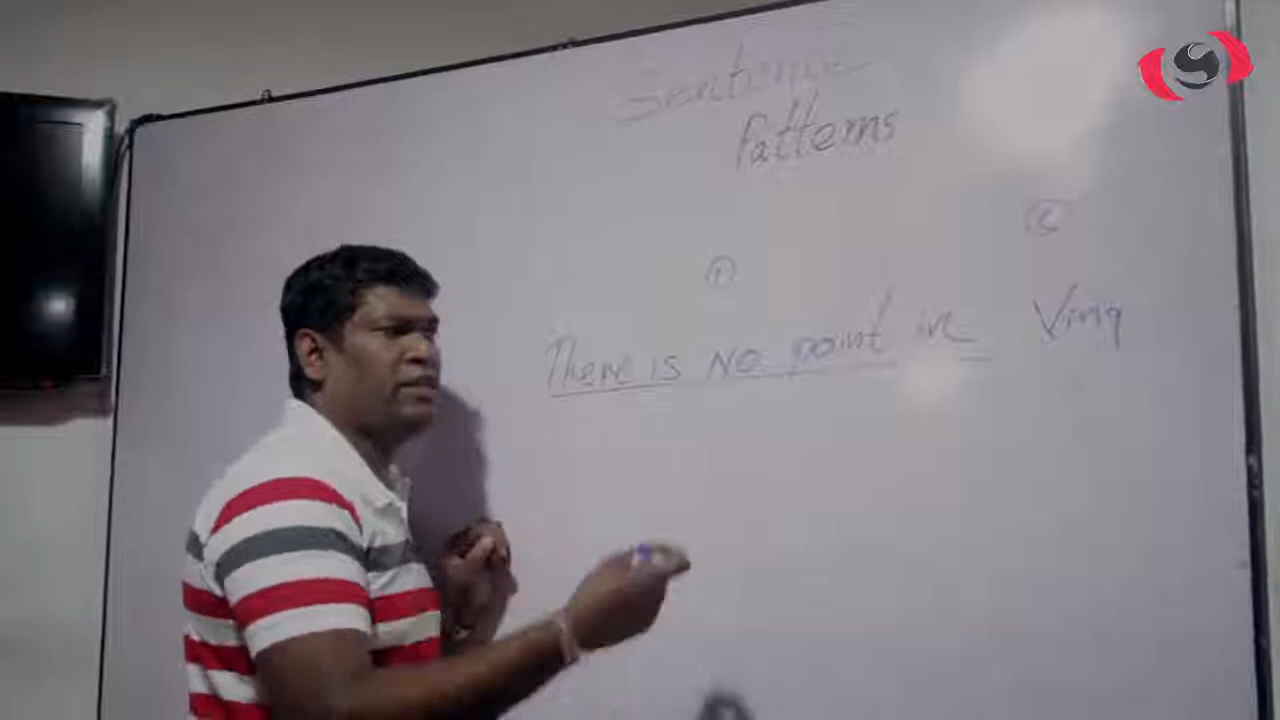 Sentence
Patterns
① ②
There is No point in Ving
S